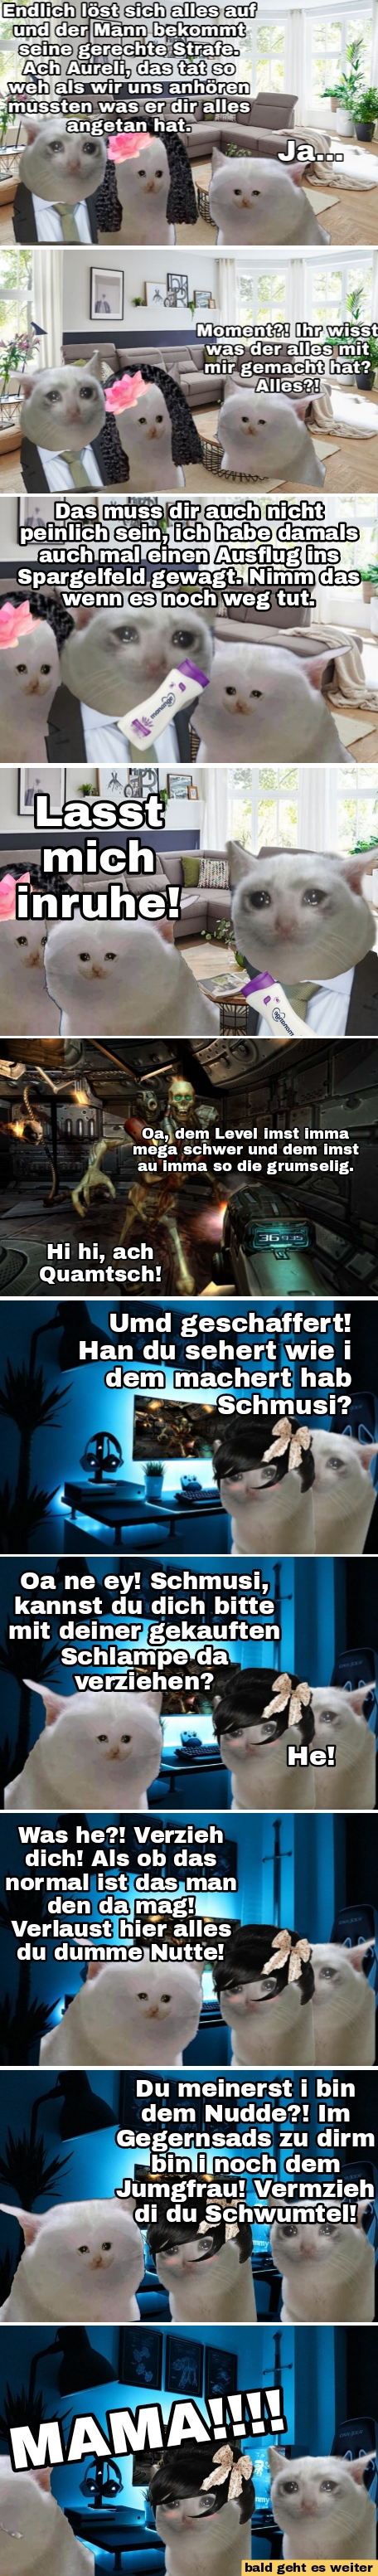 Endlich löst sich alles auf
und der Mann bekommt
seine gerechte Strafe.
Ach Aureli, das tat so
weh als wir uns anhören
mussten was er dir alles
angetan hat.
Ja...
Moment?! Ihr wisst
was der alles mit
mir gemacht hat?
Alles?!
Das muss dir auch nicht
peinlich sein, ich habe damals
auch mal einen Ausflug ins
Spargelfeld gewagt. Nimm das
wenn es noch weg tut.
Lasst
mich
inruhe!
Oa, dem Level imst imma
mega schwer und dem imst
au imma so die grumselig.
Hi hi, ach
Quamtsch!
Umd geschaffert!
Han du sehert wie i
dem machert hab
Schmusi?
Oa ne ey! Schmusi,
kannst du dich bitte
mit deiner gekauften
Schlampe da
verziehen?
He!
Was he?! Verzieh
dich! Als ob das
normal ist das man
den da mag!
Verlaust hier alles
du dumme Nutte!
Du meinerst i bin
dem Nudde?! Im
Gegernsads zu dirm
bin i noch dem
Jumgfrau! Vermzieh
di du Schwumtel!
MAMA!!!!
bald geht es weiter